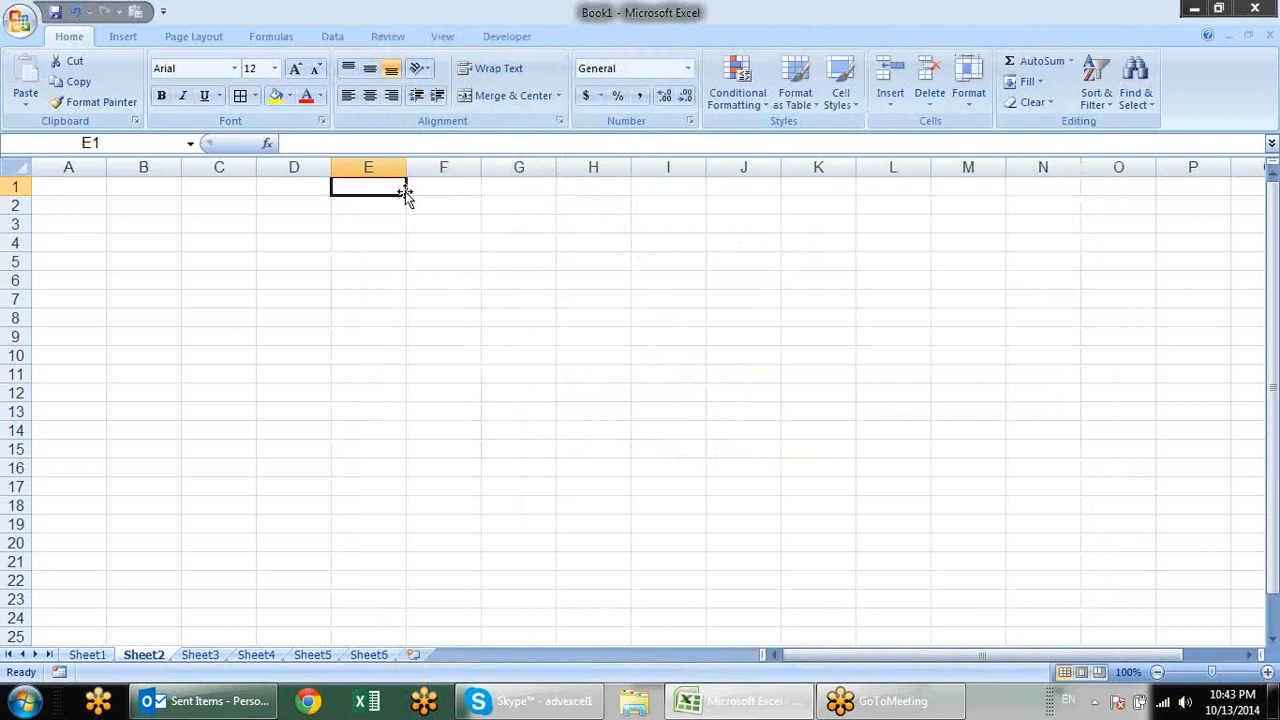 Book1 - Microsoft Excel
Home Insert Page Layout Formulas Data Review View Developer
Paste
Cut
Copy
Format Painter
Clipboard
Arial 12
B I U
Font
Wrap Text
Merge & Center
Alignment
General
$ % ,
Number
Conditional Formatting
Format as Table
Cell Styles
Styles
Insert
Delete
Format
Cells
Σ AutoSum
Fill
Clear
Sort & Filter
Find & Select
Editing
E1 fx
A B C D E F G H I J K L M N O P
1
2
3
4
5
6
7
8
9
10
11
12
13
14
15
16
17
18
19
20
21
22
23
24
25
Sheet1 Sheet2 Sheet3 Sheet4 Sheet5 Sheet6
Ready 100%
Sent Items - Perso...
Skype™ - advexcel1
Microsoft Excel - ...
GoToMeeting
EN
10:43 PM
10/13/2014